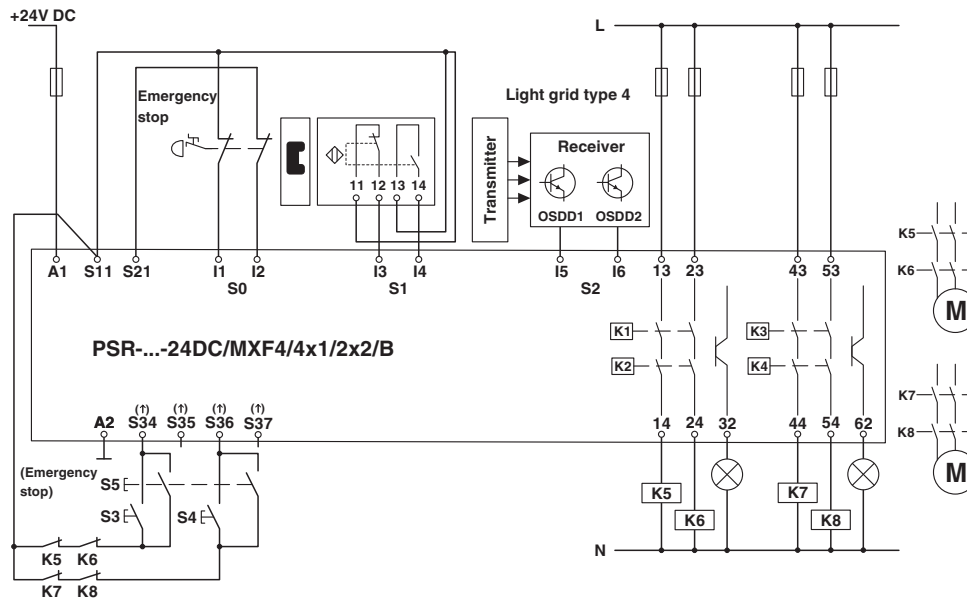 +24V DC
L
Emergency
stop
Light grid type 4
Transmitter
Receiver
11 12 13 14
OSDD1 OSDD2
K5
K6
M
A1 S11 S21 I1 I2 I3 I4 I5 I6 13 23 43 53
S0 S1 S2
K1 K3
PSR-...-24DC/MXF4/4x1/2x2/B
K2 K4
K7
K8
M
(↑) (↑) (↑) (↑)
A2 S34 S35 S36 S37 14 24 32 44 54 62
(Emergency
stop)
S5
S3 S4
K5 K7
K6 K8
N
K5 K6
K7 K8